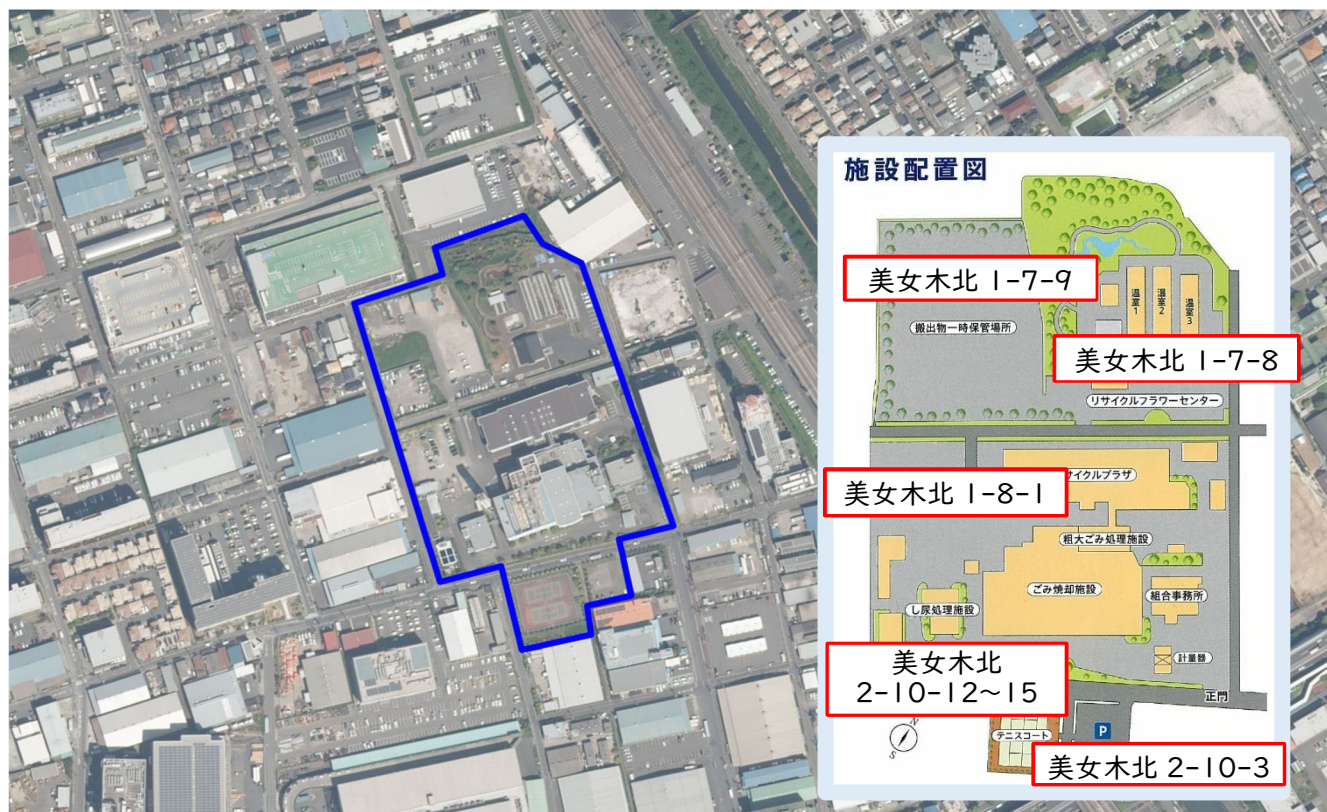 施設配置図
美女木北 1-7-9
温室1
温室2
温室3
搬出物一時保管場所
美女木北 1-7-8
リサイクルフラワーセンター
サイクルプラザ
美女木北 1-8-1
粗大ごみ処理施設
ごみ焼却施設
組合事務所
し尿処理施設
美女木北
2-10-12~15
計量器
正門
N
S
テニスコート
P
美女木北 2-10-3